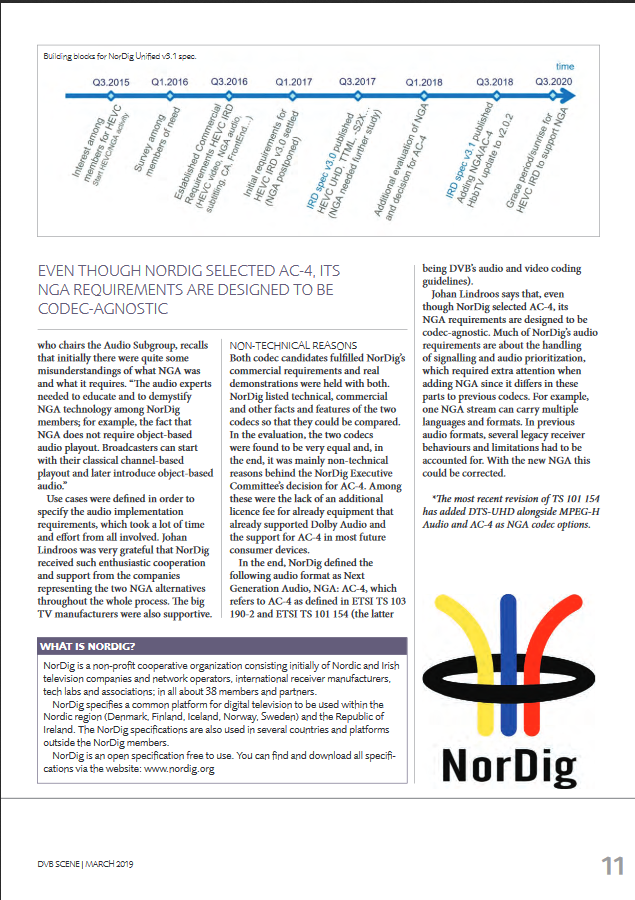 Building blocks for NorDig Unified v3.1 spec.
time
Q3.2015
Q1.2016
Q3.2016
Q1.2017
Q3.2017
Q1.2018
Q3.2018
Q3.2020
Interest among
members for HEVC
Start HEVC/NGA activity
Survey among
members of need
Established Commercial
Requirements HEVC IRD
(HEVC video, NGA audio,
subtitling, CA, FrontEnd...)
Initial requirements for
HEVC IRD v3.0 settled
(NGA postponed)
IRD spec v3.0 published
HEVC UHD, TTML, -S2X...
(NGA needed further study)
Additional evaluation of NGA
and decision for AC-4
IRD spec v3.1 published
Adding NGA/AC-4
HbbTV update to v2.0.2
Grace period/sunrise for
HEVC IRD to support NGA
EVEN THOUGH NORDIG SELECTED AC-4, ITS
NGA REQUIREMENTS ARE DESIGNED TO BE
CODEC-AGNOSTIC
who chairs the Audio Subgroup, recalls
that initially there were quite some
misunderstandings of what NGA was
and what it requires. “The audio experts
needed to educate and to demystify
NGA technology among NorDig
members; for example, the fact that
NGA does not require object-based
audio playout. Broadcasters can start
with their classical channel-based
playout and later introduce object-based
audio.”
Use cases were defined in order to
specify the audio implementation
requirements, which took a lot of time
and effort from all involved. Johan
Lindroos was very grateful that NorDig
received such enthusiastic cooperation
and support from the companies
representing the two NGA alternatives
throughout the whole process. The big
TV manufacturers were also supportive.
NON-TECHNICAL REASONS
Both codec candidates fulfilled NorDig’s
commercial requirements and real
demonstrations were held with both.
NorDig listed technical, commercial
and other facts and features of the two
codecs so that they could be compared.
In the evaluation, the two codecs
were found to be very equal and, in
the end, it was mainly non-technical
reasons behind the NorDig Executive
Committee’s decision for AC-4. Among
these were the lack of an additional
licence fee for already equipment that
already supported Dolby Audio and
the support for AC-4 in most future
consumer devices.
In the end, NorDig defined the
following audio format as Next
Generation Audio, NGA: AC-4, which
refers to AC-4 as defined in ETSI TS 103
190-2 and ETSI TS 101 154 (the latter
being DVB’s audio and video coding
guidelines).
Johan Lindroos says that, even
though NorDig selected AC-4, its
NGA requirements are designed to be
codec-agnostic. Much of NorDig’s audio
requirements are about the handling
of signalling and audio prioritization,
which required extra attention when
adding NGA since it differs in these
parts to previous codecs. For example,
one NGA stream can carry multiple
languages and formats. In previous
audio formats, several legacy receiver
behaviours and limitations had to be
accounted for. With the new NGA this
could be corrected.
*The most recent revision of TS 101 154
has added DTS-UHD alongside MPEG-H
Audio and AC-4 as NGA codec options.
WHAT IS NORDIG?
NorDig is a non-profit cooperative organization consisting initially of Nordic and Irish
television companies and network operators, international receiver manufacturers,
tech labs and associations; in all about 38 members and partners.
NorDig specifies a common platform for digital television to be used within the
Nordic region (Denmark, Finland, Iceland, Norway, Sweden) and the Republic of
Ireland. The NorDig specifications are also used in several countries and platforms
outside the NorDig members.
NorDig is an open specification free to use. You can find and download all specifi-
cations via the website: www.nordig.org
NorDig
DVB SCENE | MARCH 2019
11